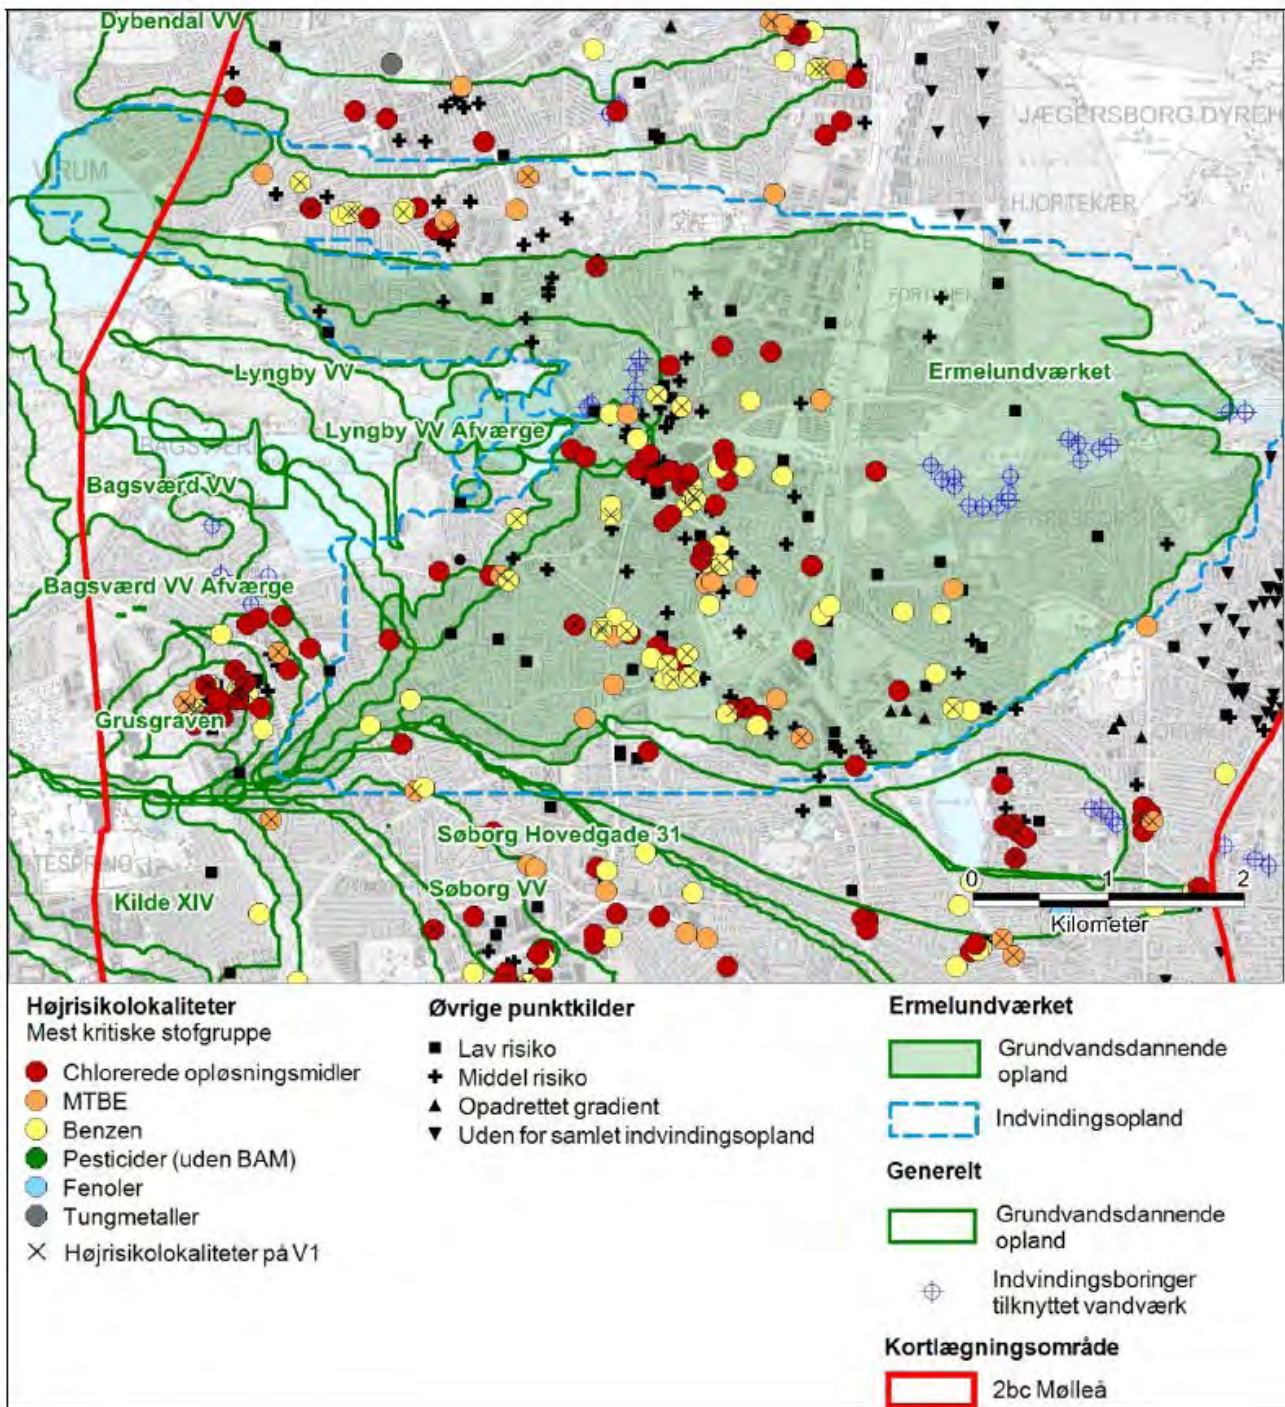 Dybendal VV
JÆGERSBORG DYREH
VIRUM
HJORTEKÆR
Lyngby VV
Ermelundværket
Lyngby VV Afværge
BAGSVÆRD
Bagsværd VV
Bagsværd VV Afværge
Grusgraven
Søborg Hovedgade 31
Søborg VV
Kilde XIV
0 1 2
Kilometer
Højrisikolokaliteter
Mest kritiske stofgruppe
Chlorerede opløsningsmidler
MTBE
Benzen
Pesticider (uden BAM)
Fenoler
Tungmetaller
Højrisikolokaliteter på V1
Øvrige punktkilder
Lav risiko
Middel risiko
Opadrettet gradient
Uden for samlet indvindingsopland
Ermelundværket
Grundvandsdannende
opland
Indvindingsopland
Generelt
Grundvandsdannende
opland
Indvindingsboringer
tilknyttet vandværk
Kortlægningsområde
2bc Mølleå